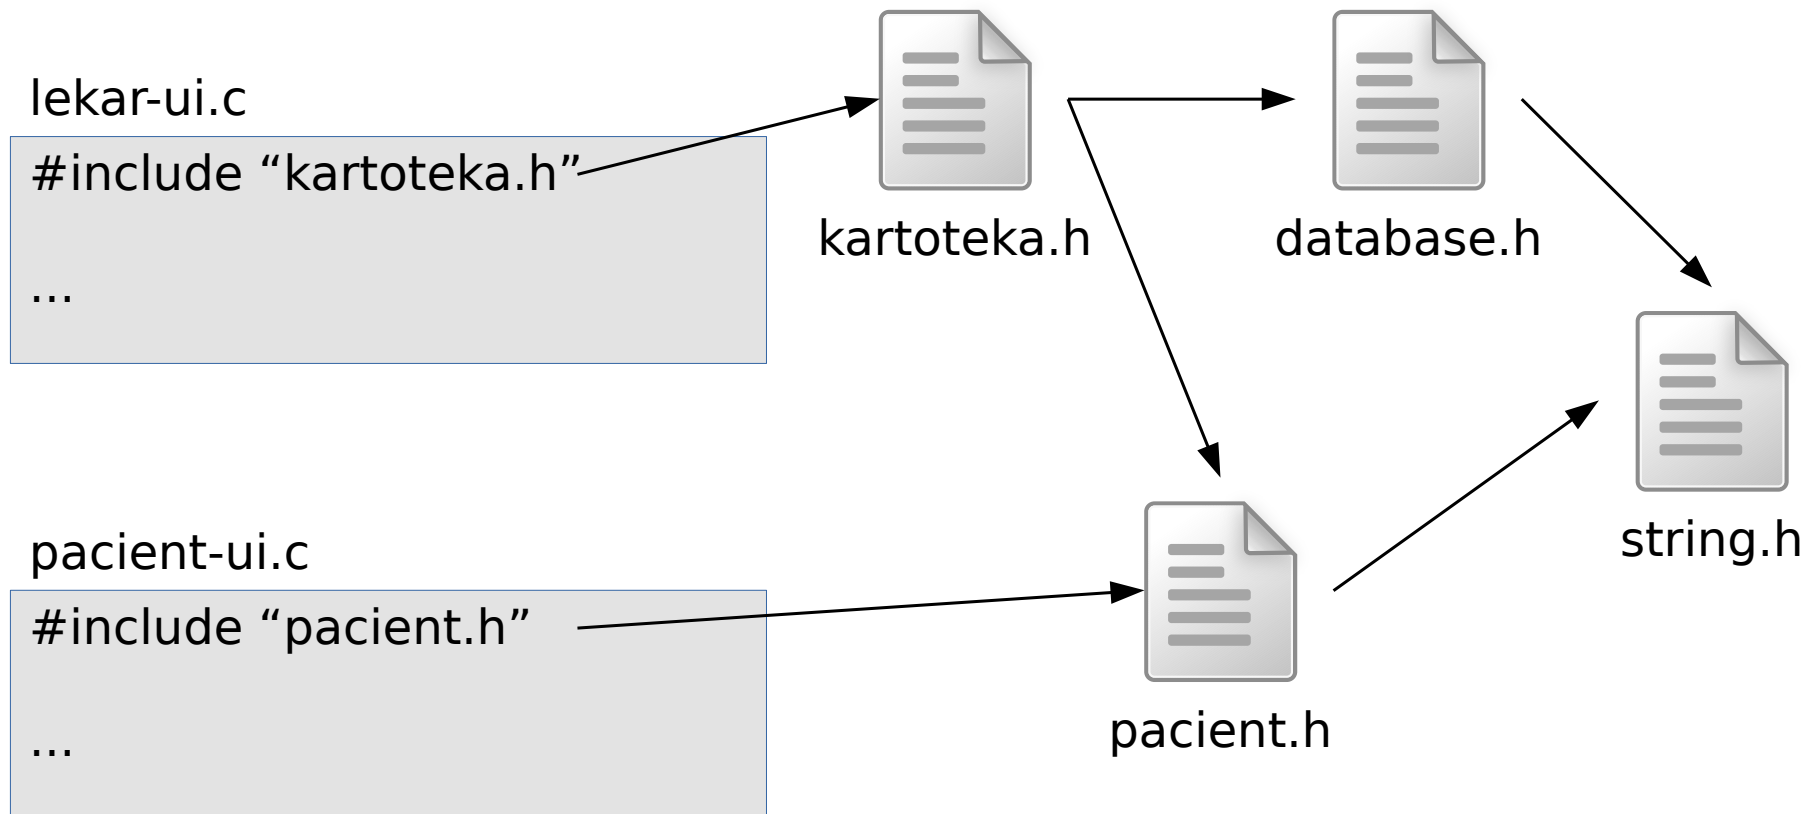 lekar-ui.c
#include “kartoteka.h”
...
kartoteka.h
database.h
string.h
pacient-ui.c
#include “pacient.h”
...
pacient.h